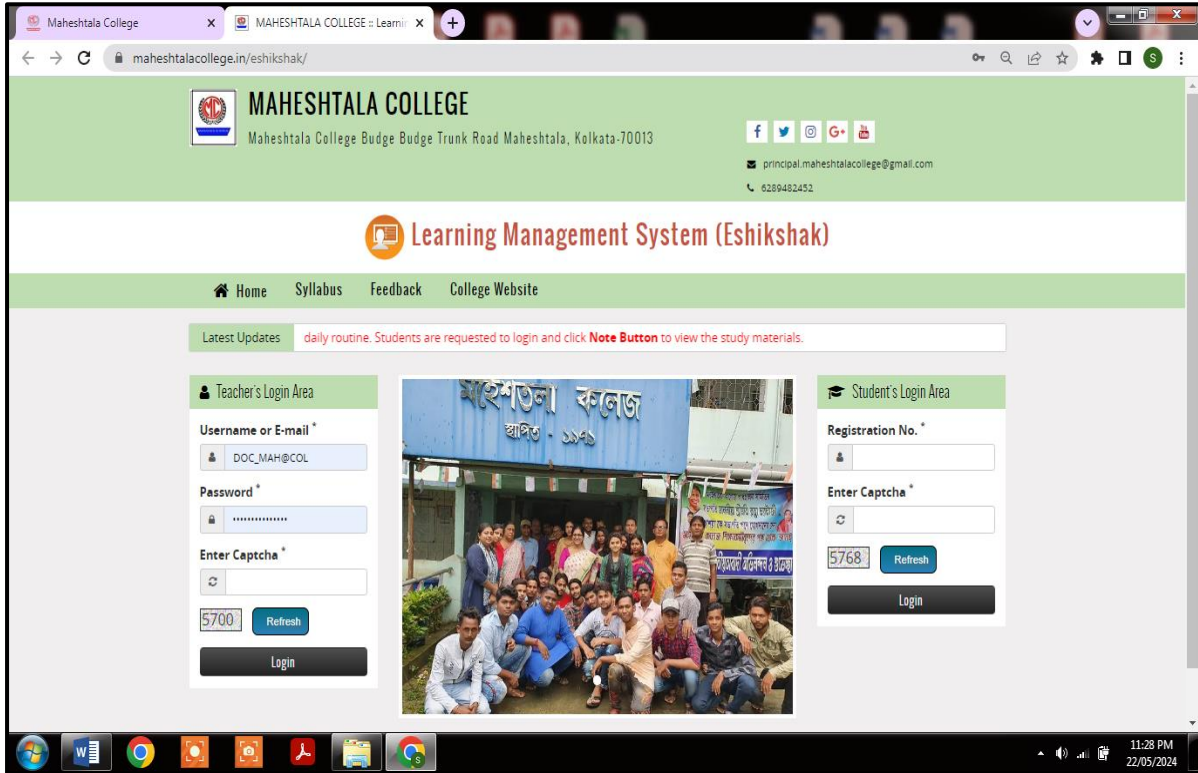 Maheshtala College
MAHESHTALA COLLEGE :: Learnin
maheshtalacollege.in/eshikshak/
S
MAHESHTALA COLLEGE
Maheshtala College Budge Budge Trunk Road Maheshtala, Kolkata-70013
principal.maheshtalacollege@gmail.com
6289482452
Learning Management System (Eshikshak)
Home Syllabus Feedback College Website
Latest Updates daily routine. Students are requested to login and click Note Button to view the study materials.
Teacher's Login Area
Username or E-mail *
DOC_MAH@COL
Password *
••••••••••••••
Enter Captcha *
5700 Refresh
Login
মহেশতলা কলেজ
স্থাপিত - ১৯৭১
Student's Login Area
Registration No. *
Enter Captcha *
5768 Refresh
Login
11:28 PM
22/05/2024